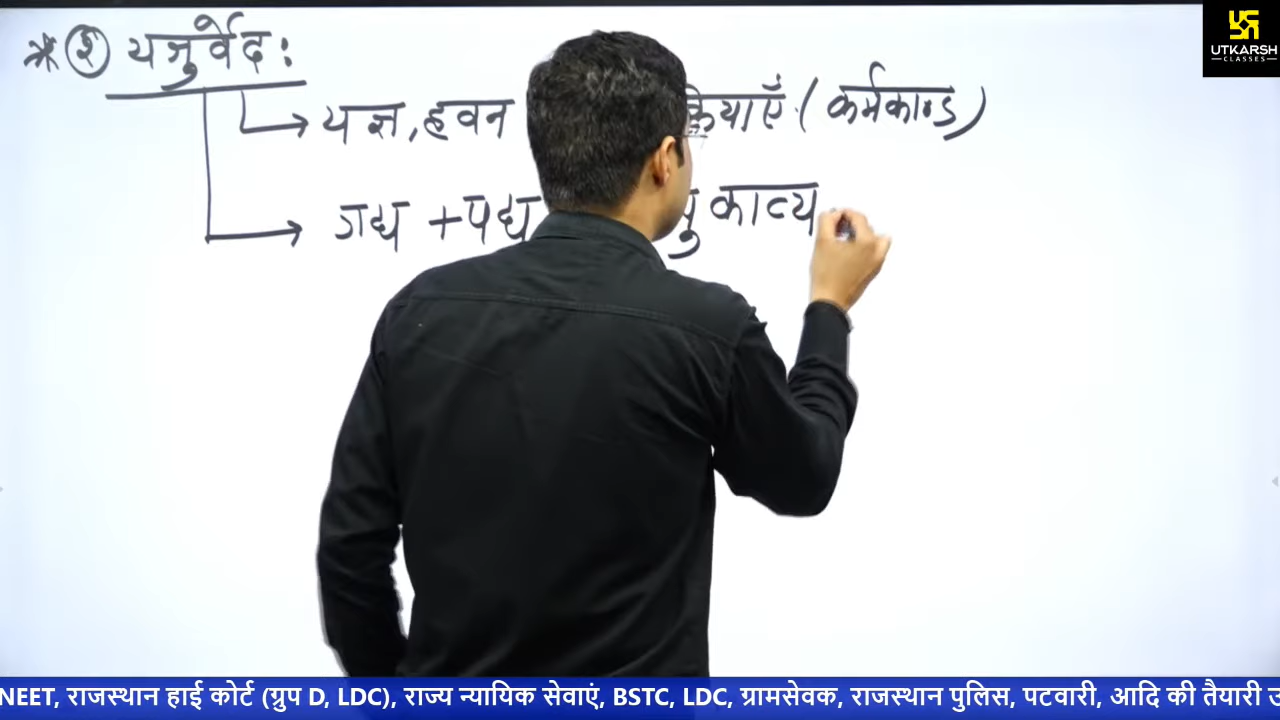 * २ यजुर्वेद :
यज्ञ, हवन क्रियाएँ (कर्मकाण्ड)
गद्य + पद्य काव्य
UTKARSH
CLASSES
NEET, राजस्थान हाई कोर्ट (ग्रुप D, LDC), राज्य न्यायिक सेवाएं, BSTC, LDC, ग्रामसेवक, राजस्थान पुलिस, पटवारी, आदि की तैयारी